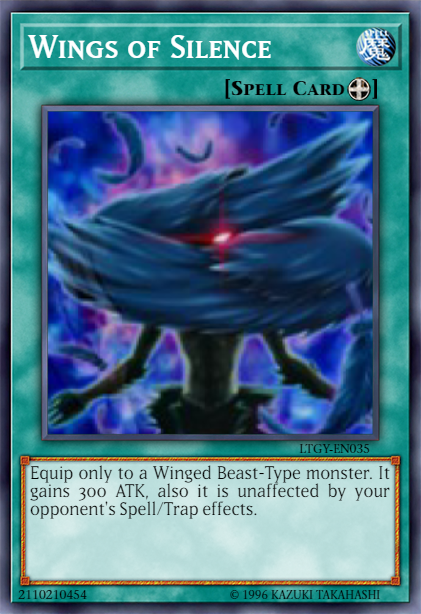 Wings of Silence
魔
[Spell Card]
LTGY-EN035
Equip only to a Winged Beast-Type monster. It
gains 300 ATK, also it is unaffected by your
opponent's Spell/Trap effects.
2110210454
© 1996 KAZUKI TAKAHASHI